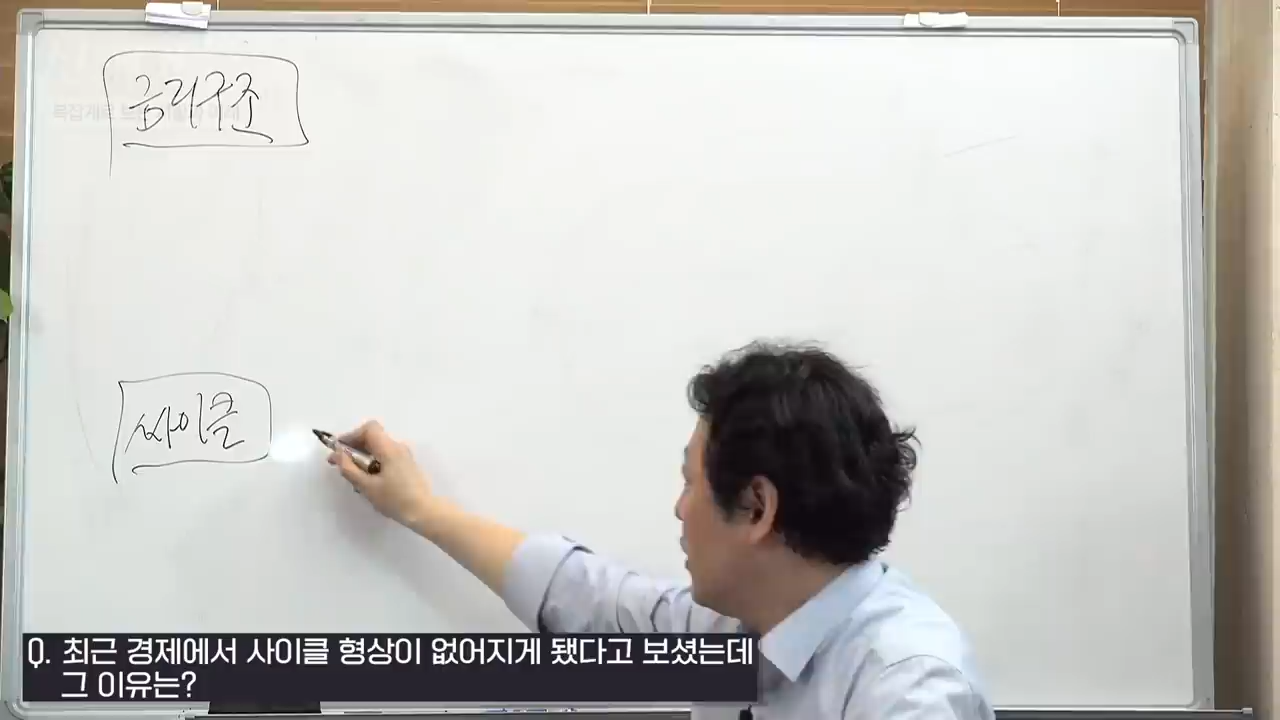 금리구조
싸이클
Q. 최근 경제에서 사이클 형상이 없어지게 됐다고 보셨는데
그 이유는?